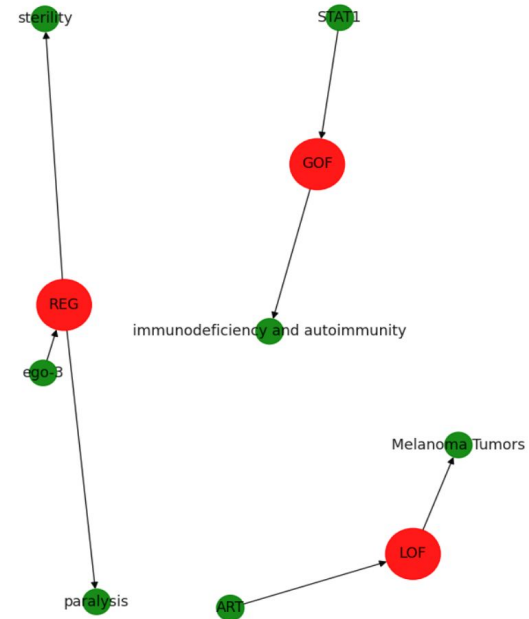 sterility
STAT1
GOF
REG
immunodeficiency and autoimmunity
ego-3
Melanoma Tumors
LOF
paralysis
ART